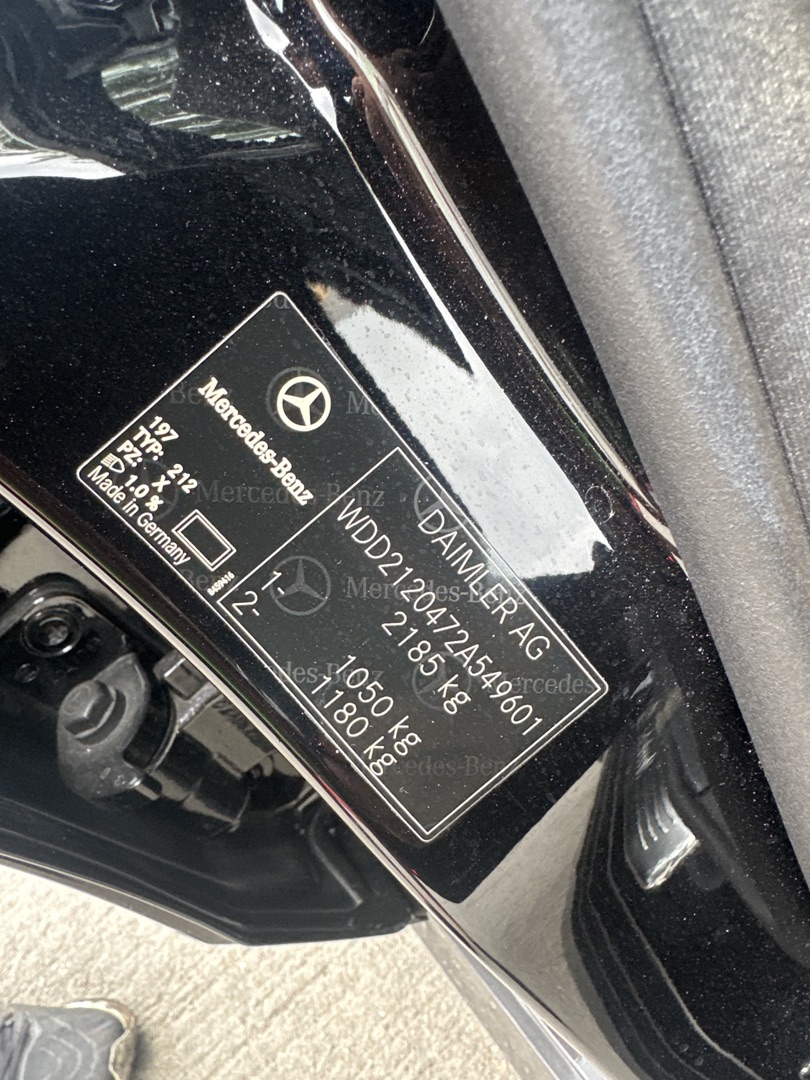 Mercedes-Benz
197
TYP: 212
PZ: X
1.0 %
Made in Germany
DAIMLER AG
WDD2120472A549601
2185 kg
1- 1050 kg
2- 1180 kg